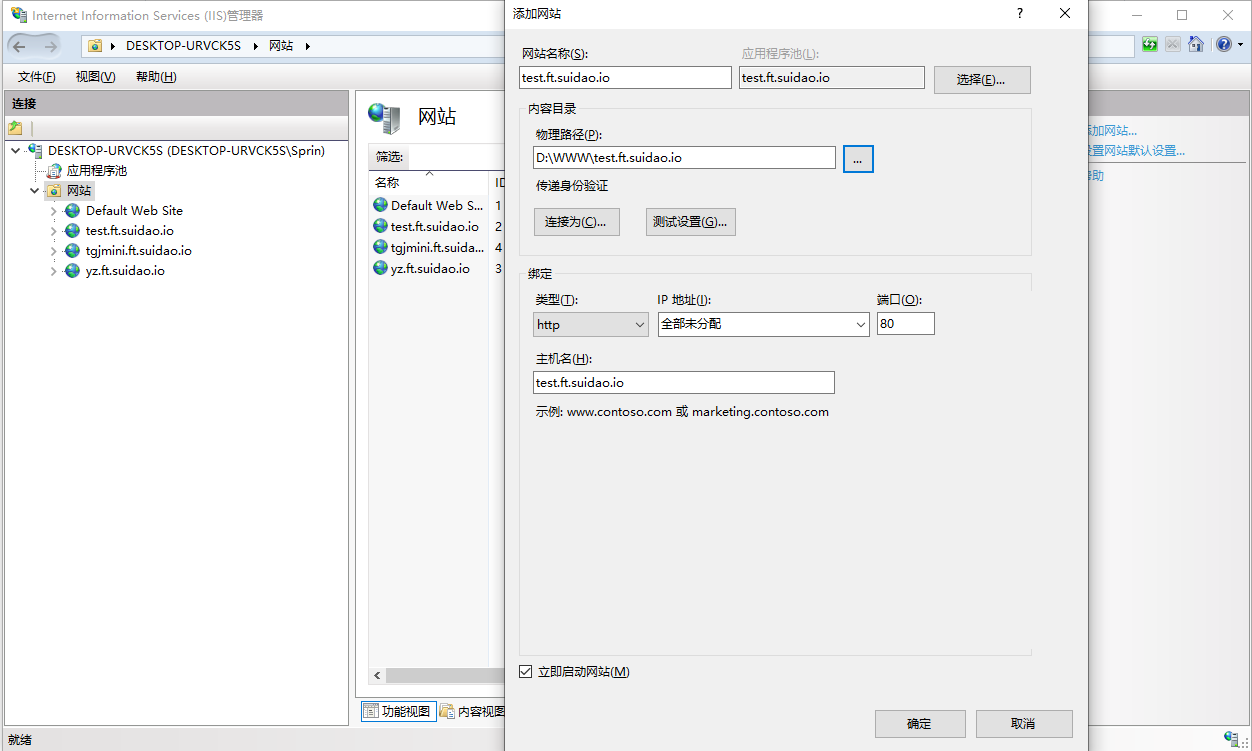 Internet Information Services (IIS)管理器
DESKTOP-URVCK5S 网站
文件(F) 视图(V) 帮助(H)
连接
DESKTOP-URVCK5S (DESKTOP-URVCK5S\Sprin)
应用程序池
网站
Default Web Site
test.ft.suidao.io
tgjmini.ft.suidao.io
yz.ft.suidao.io
网站
筛选:
名称 ID
Default Web S... 1
test.ft.suidao.io 2
tgjmini.ft.suida... 4
yz.ft.suidao.io 3
功能视图 内容视图
添加网站
?
网站名称(S): 应用程序池(L):
test.ft.suidao.io test.ft.suidao.io 选择(E)...
内容目录
物理路径(P):
D:\WWW\test.ft.suidao.io ...
传递身份验证
连接为(C)... 测试设置(G)...
绑定
类型(T): IP 地址(I): 端口(O):
http 全部未分配 80
主机名(H):
test.ft.suidao.io
示例: www.contoso.com 或 marketing.contoso.com
立即启动网站(M)
确定 取消
加网站...
置网站默认设置...
助
就绪